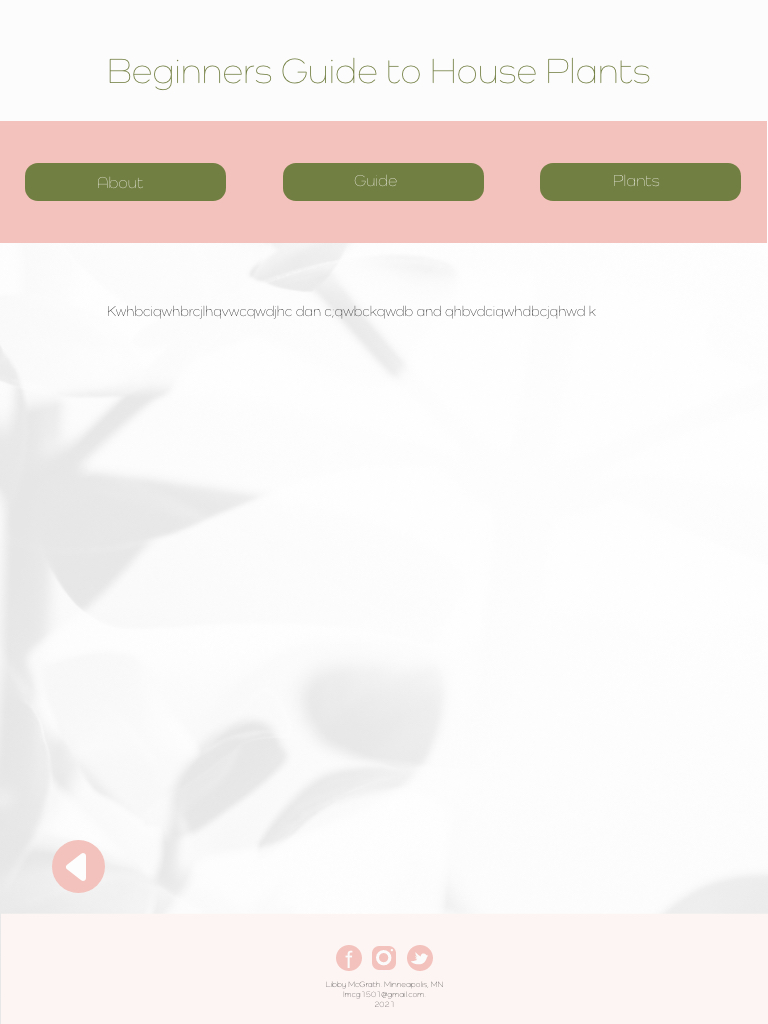 Beginners Guide to House Plants
About
Guide
Plants
Kwhbciqwhbrcjlhqvwcqwdjhc dan c,qwbckqwdb and qhbvdciqwhdbcjqhwd k
Libby McGrath. Minneapolis, MN
lmcg1501@gmail.com
2021